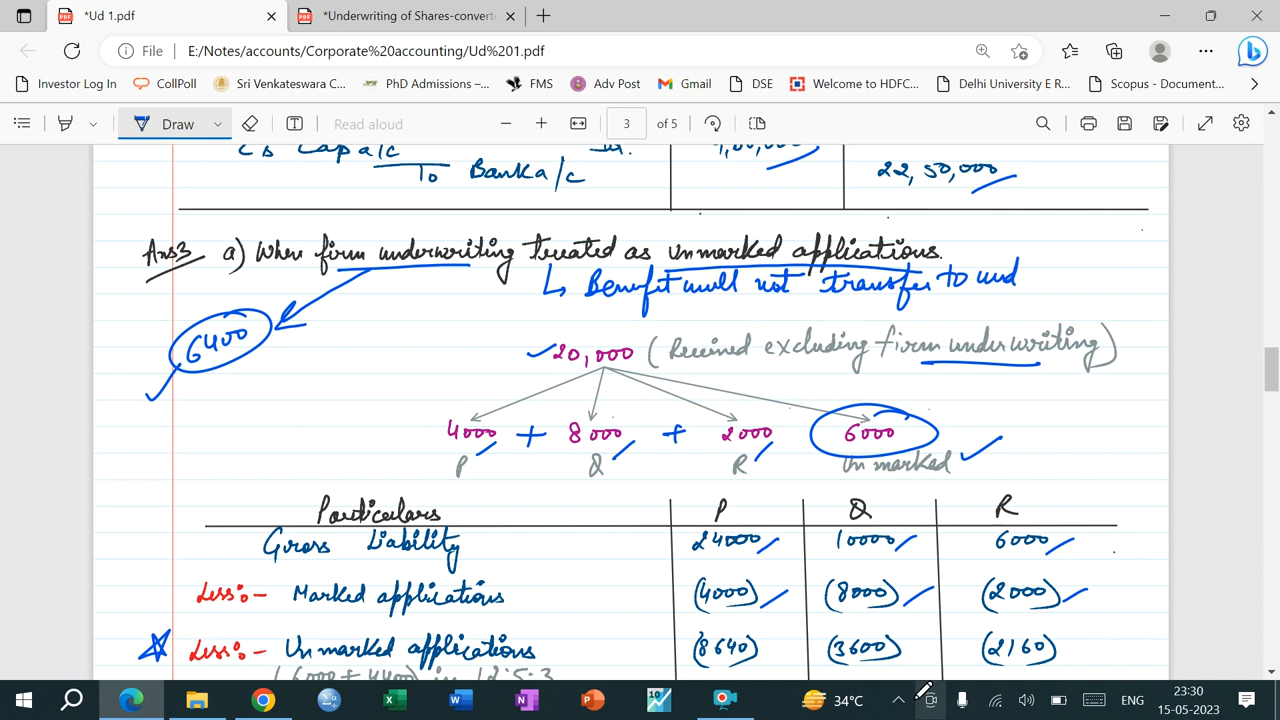 *Ud 1.pdf
*Underwriting of Shares-converte
File E:/Notes/accounts/Corporate%20accounting/Ud%201.pdf
Investor Log In CollPoll Sri Venkateswara C... PhD Admissions –... FMS Adv Post Gmail DSE Welcome to HDFC... Delhi University E R... Scopus - Document...
Draw Read aloud 3 of 5
Es Cap a/c
To Bank a/c 22,50,000
Ans3 a) When firm underwriting treated as unmarked applications.
↳ Benefit will not transfer to und
6400
20,000 (Received excluding firm underwriting)
4000 + 8000 + 2000 6000
P Q R Unmarked
Particulars P Q R
Gross Liability 24000 10000 6000
Less:- Marked applications (4000) (8000) (2000)
Less:- Unmarked applications (8640) (3600) (2160)
34°C ENG 23:30
15-05-2023